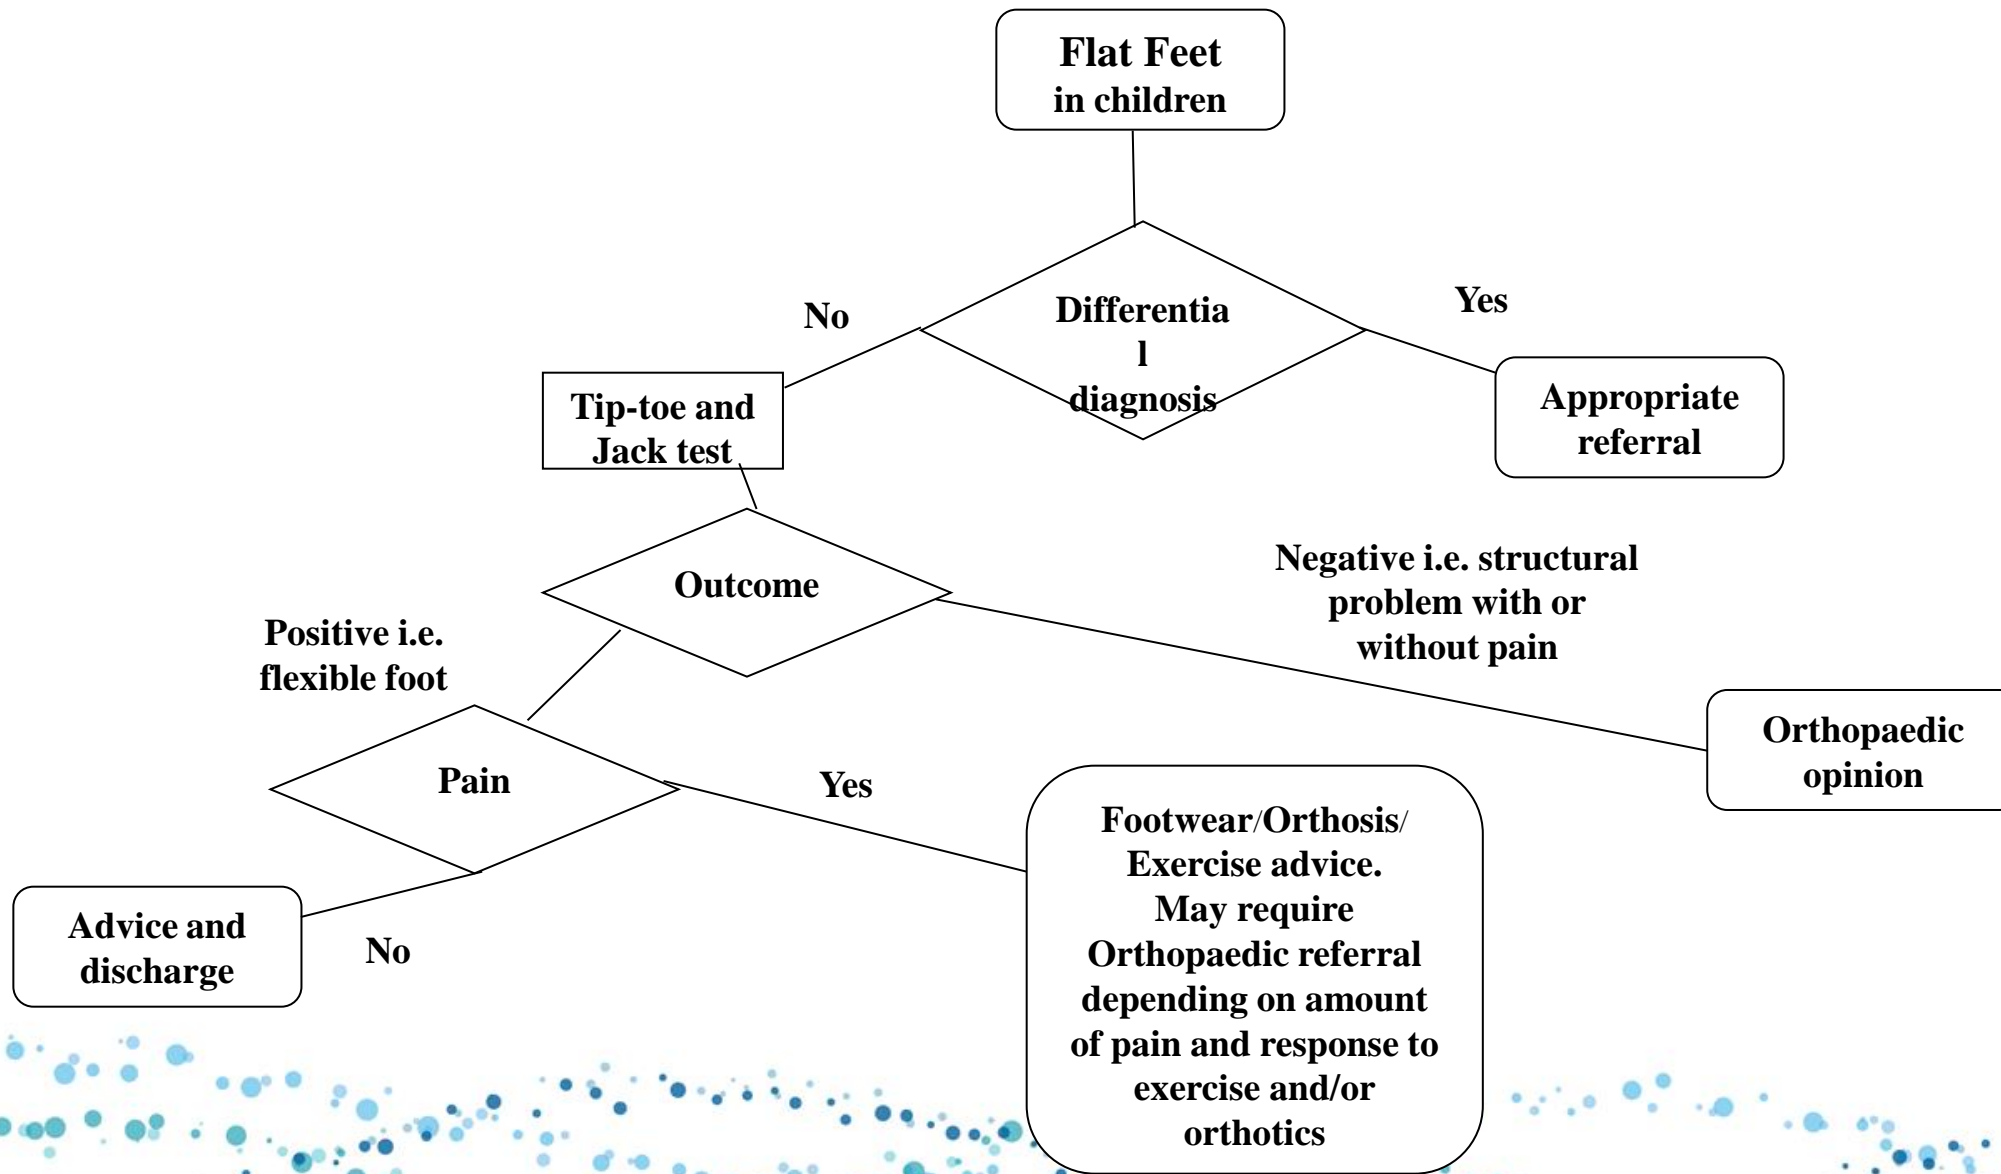 Flat Feet
in children
No
Differentia
l
diagnosis
Yes
Tip-toe and
Jack test
Appropriate
referral
Outcome
Negative i.e. structural
problem with or
without pain
Positive i.e.
flexible foot
Orthopaedic
opinion
Pain
Yes
Footwear/Orthosis/
Exercise advice.
May require
Orthopaedic referral
depending on amount
of pain and response to
exercise and/or
orthotics
Advice and
discharge
No